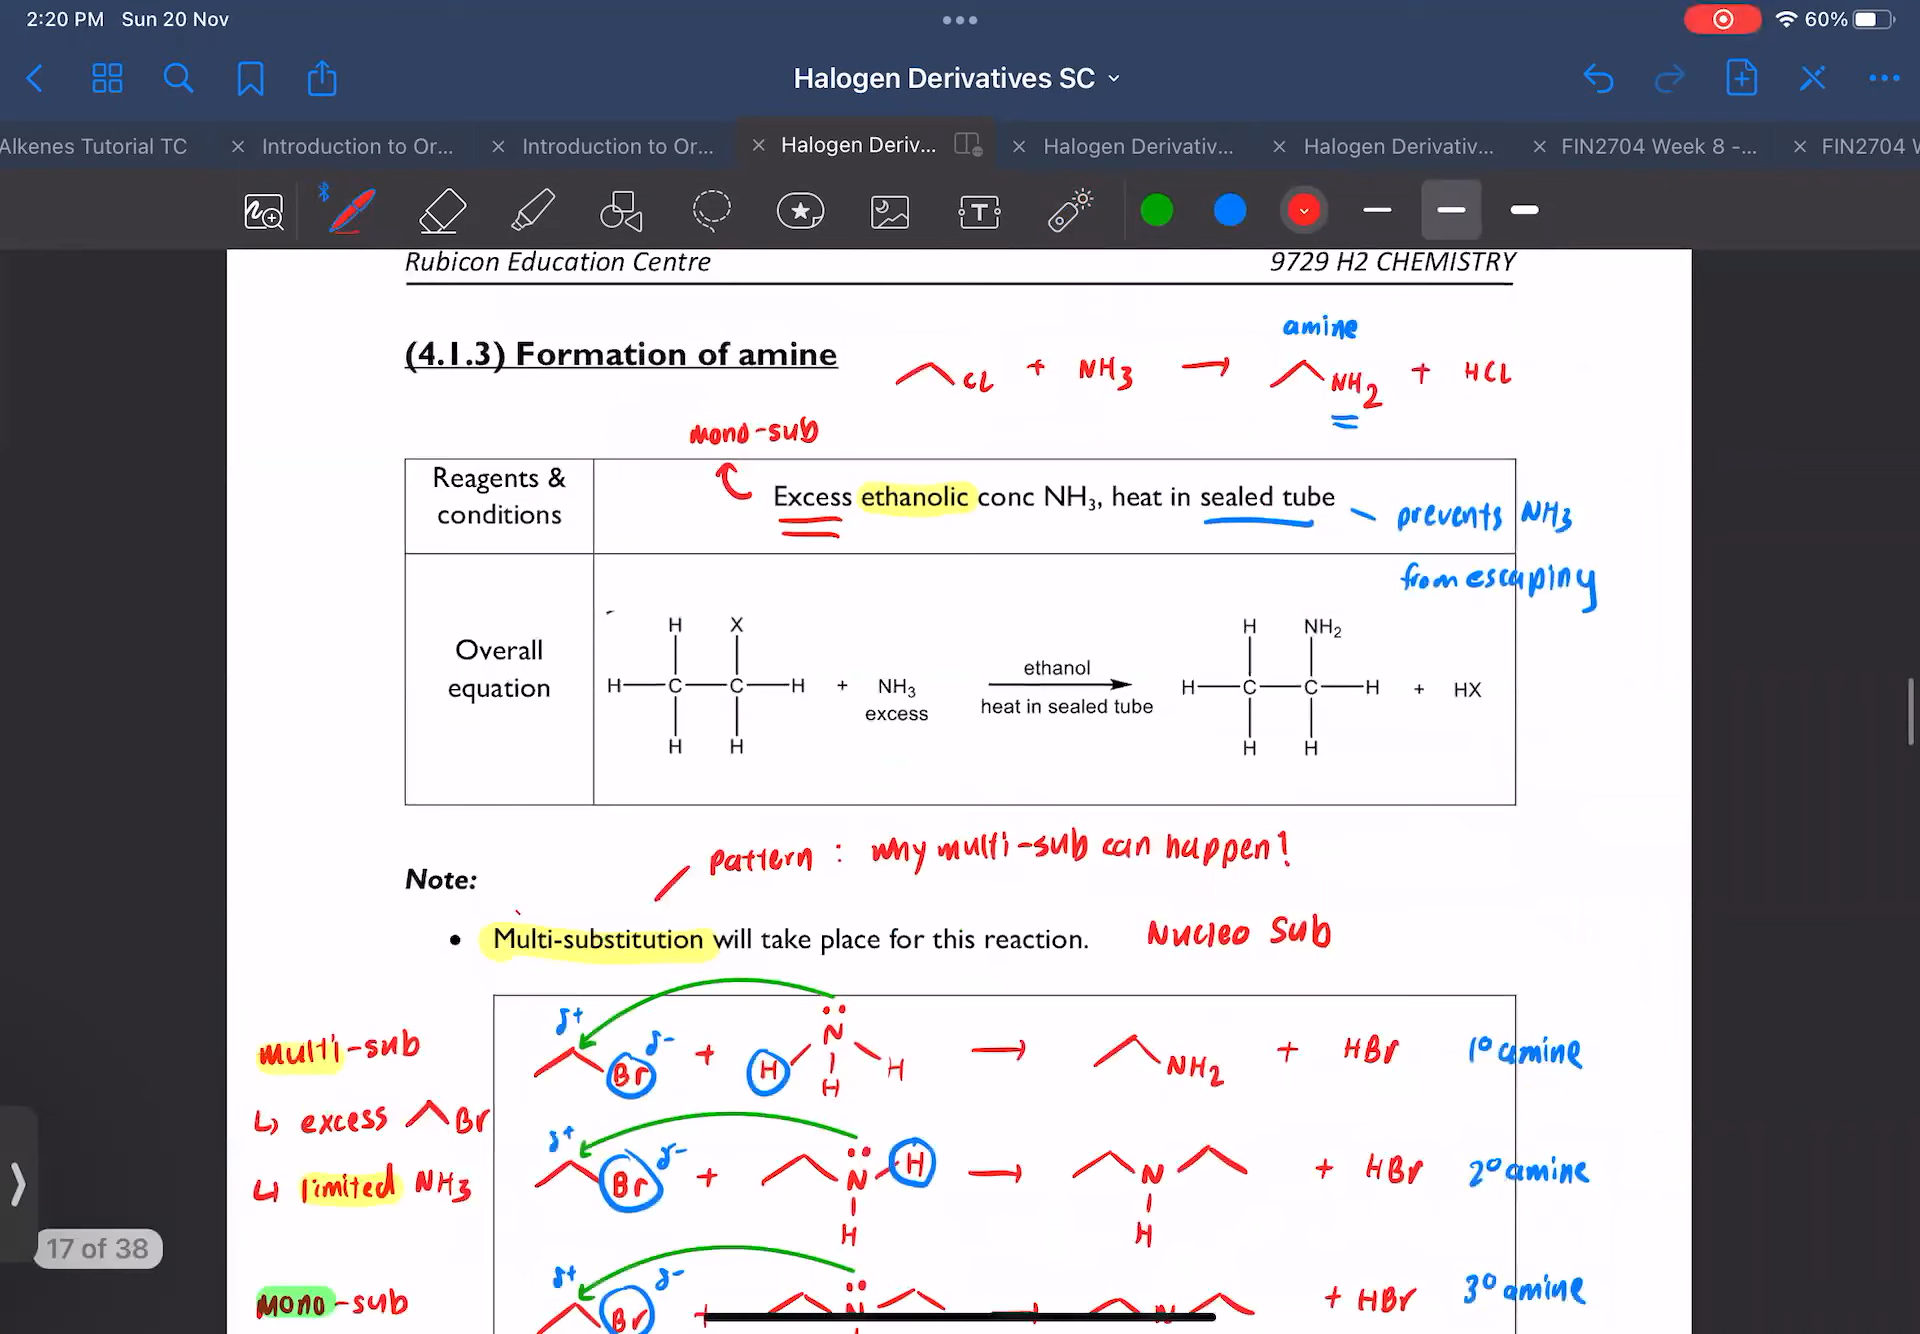 2:20 PM Sun 20 Nov
60%
Halogen Derivatives SC
Alkenes Tutorial TC
Introduction to Or...
Introduction to Or...
Halogen Deriv...
Halogen Derivativ...
Halogen Derivativ...
FIN2704 Week 8 -...
FIN2704
Rubicon Education Centre 9729 H2 CHEMISTRY
amine
(4.1.3) Formation of amine
CL + NH3 → NH2 + HCL
mono-sub
Reagents & conditions
Excess ethanolic conc NH3, heat in sealed tube
prevents NH3
from escaping
Overall equation
H X
H C C H + NH3 excess
H H
ethanol
heat in sealed tube
H NH2
H C C H + HX
H H
pattern : why multi-sub can happen!
Note:
• Multi-substitution will take place for this reaction.
Nucleo Sub
multi-sub
↳ excess Br
↳ limited NH3
δ+ Br δ- + H N H H → NH2 + HBr 1° amine
δ+ Br δ- + N H H → N H + HBr 2° amine
δ+ Br δ- + N → N + HBr 3° amine
mono-sub
17 of 38